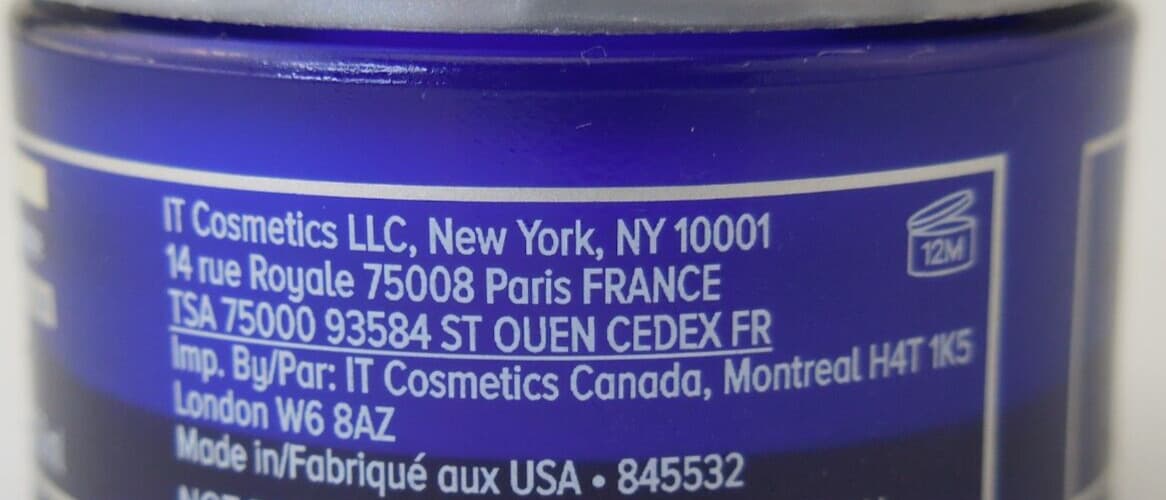 IT Cosmetics LLC, New York, NY 10001
14 rue Royale 75008 Paris FRANCE
TSA 75000 93584 ST OUEN CEDEX FR
Imp. By/Par: IT Cosmetics Canada, Montreal H4T 1K5
London W6 8AZ
Made in/Fabriqué aux USA • 845532
12M